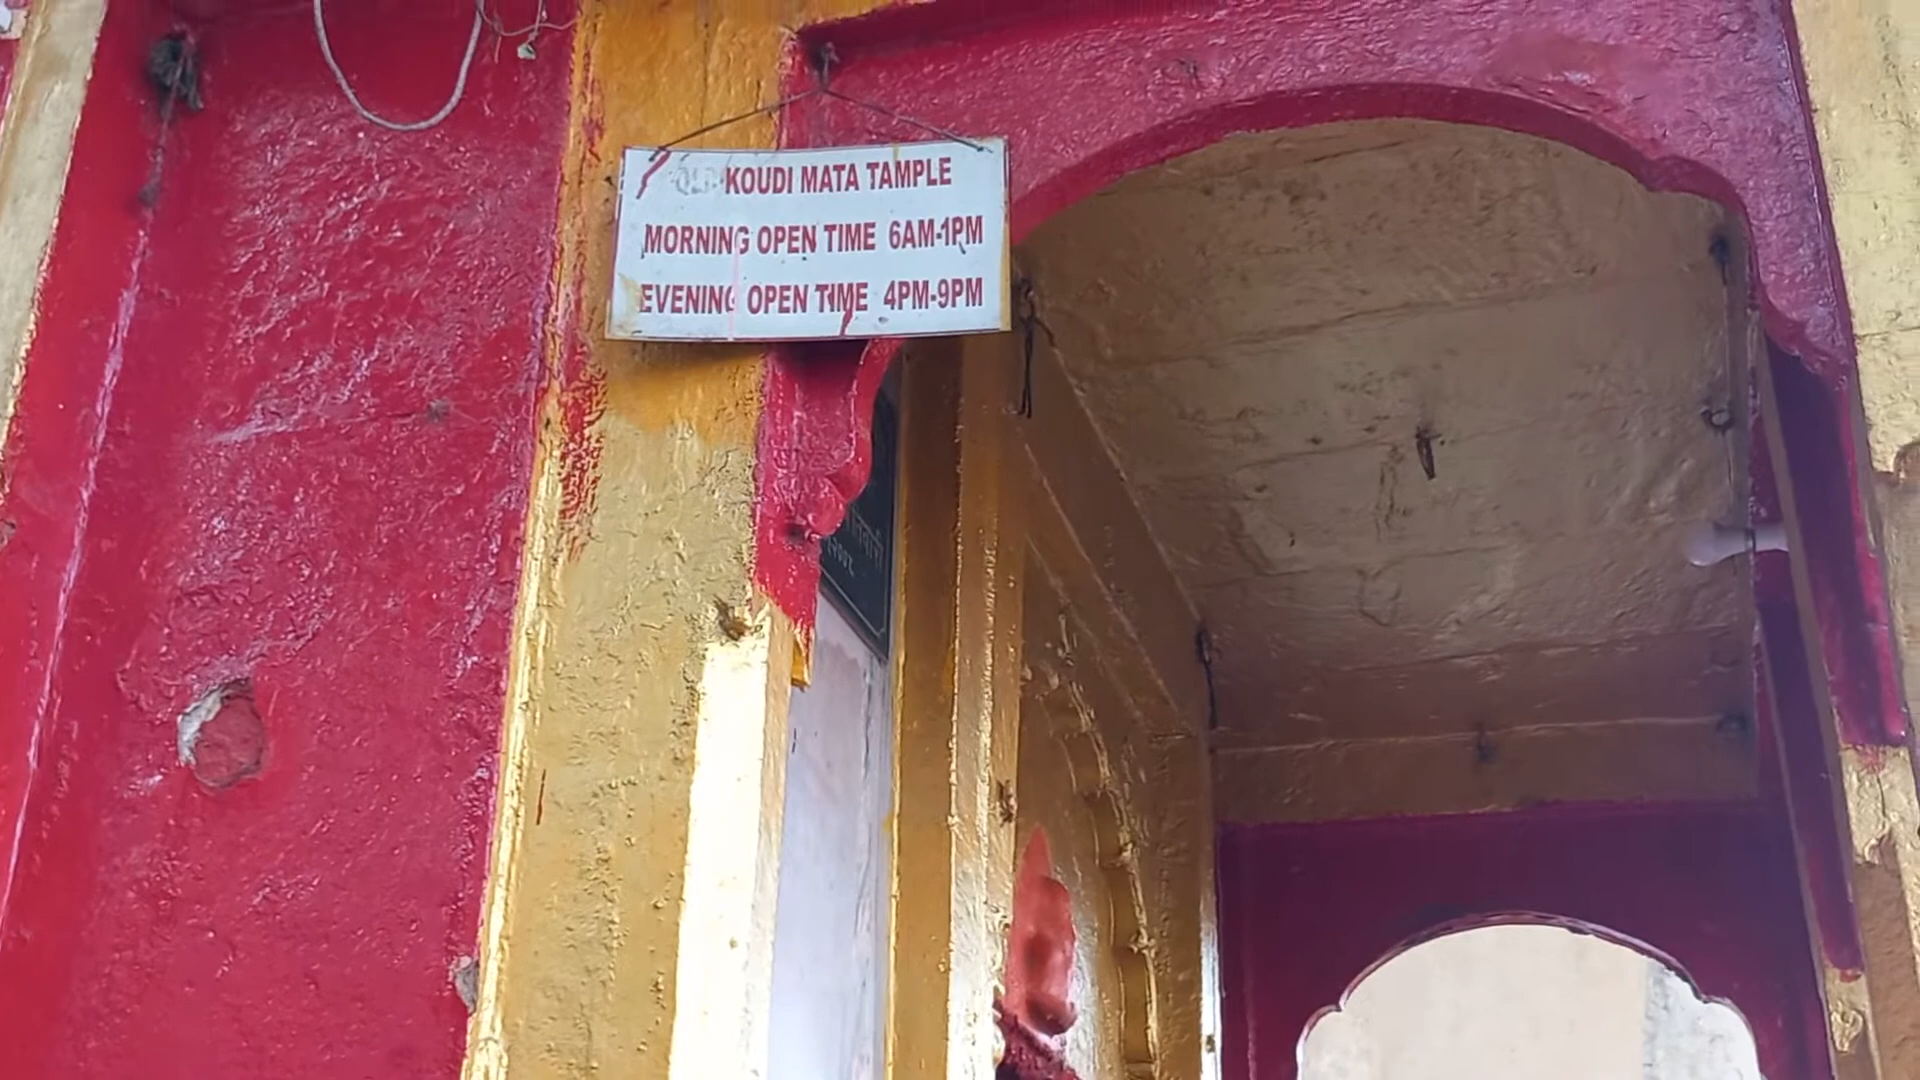 KOUDI MATA TAMPLE
MORNING OPEN TIME 6AM-1PM
EVENING OPEN TIME 4PM-9PM